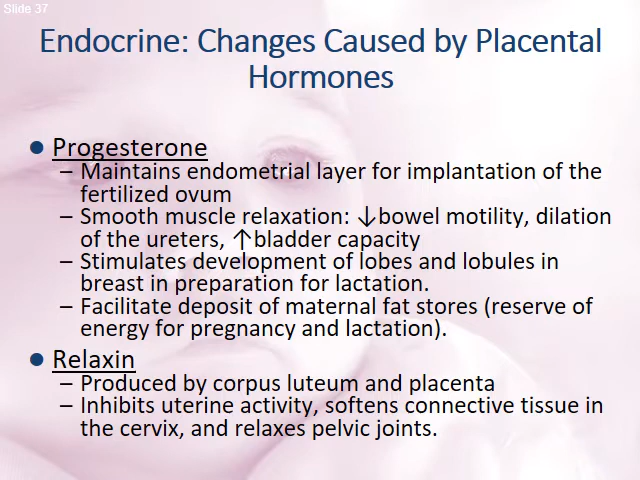 Slide 37
Endocrine: Changes Caused by Placental
Hormones
● Progesterone
– Maintains endometrial layer for implantation of the
fertilized ovum
– Smooth muscle relaxation: ↓bowel motility, dilation
of the ureters, ↑bladder capacity
– Stimulates development of lobes and lobules in
breast in preparation for lactation.
– Facilitate deposit of maternal fat stores (reserve of
energy for pregnancy and lactation).
● Relaxin
– Produced by corpus luteum and placenta
– Inhibits uterine activity, softens connective tissue in
the cervix, and relaxes pelvic joints.